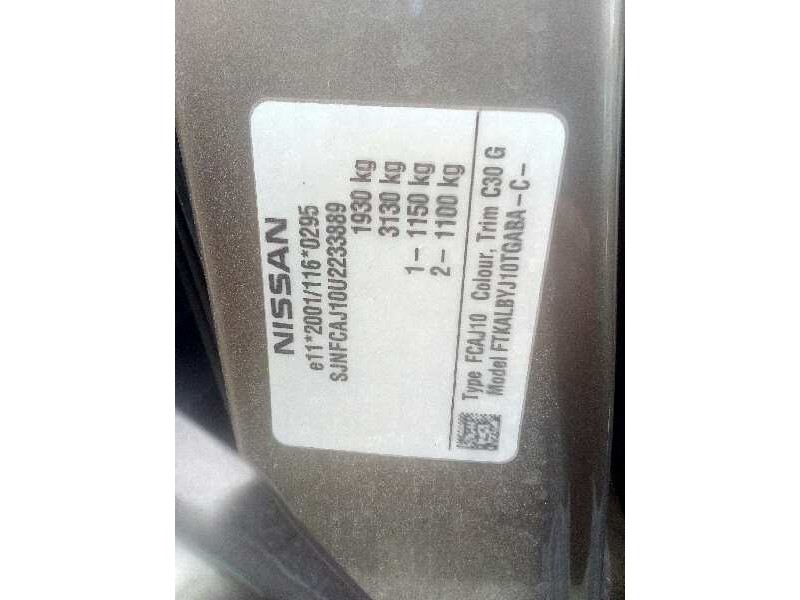 NISSAN
e11*2001/116*0295
SJNFCAJ10U2233889
1930 kg
3130 kg
1- 1150 kg
2- 1100 kg
Type FCAJ10 Colour, Trim C30 G
Model FTKALBYJ10TGABA-C-